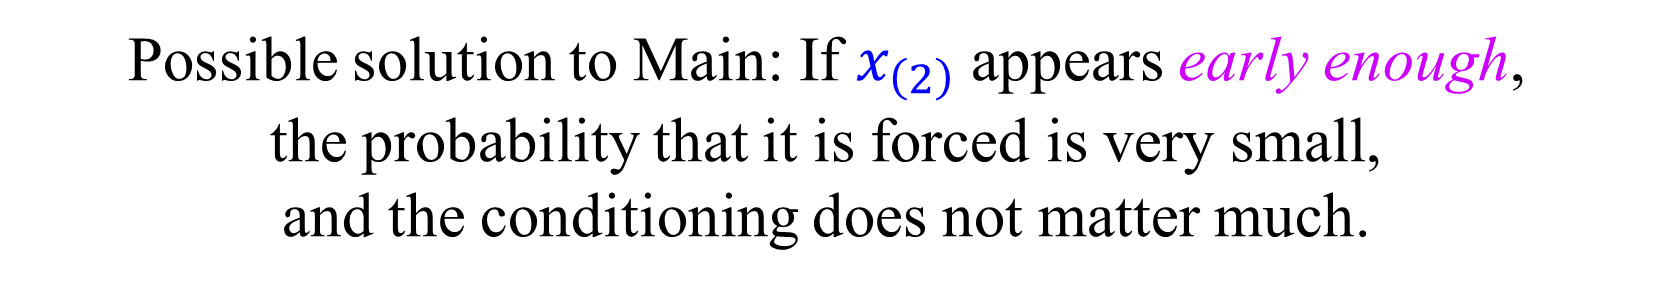 Possible solution to Main: If x₍₂₎ appears early enough,
the probability that it is forced is very small,
and the conditioning does not matter much.